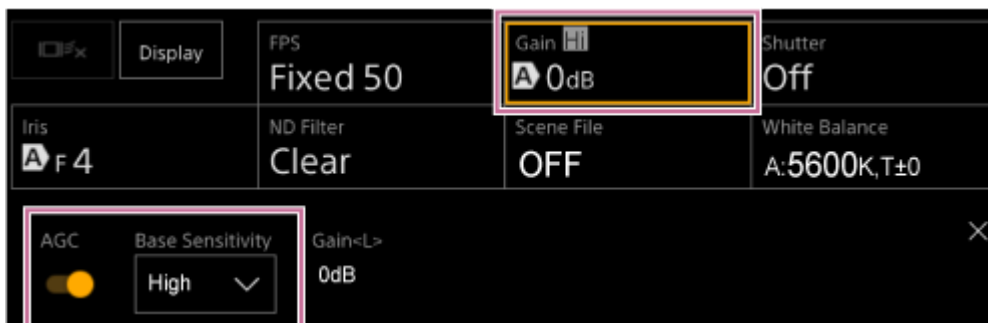 Display
FPS
Fixed 50
Gain Hi
A 0dB
Shutter
Off
Iris
A F4
ND Filter
Clear
Scene File
OFF
White Balance
A:5600K,T±0
AGC
Base Sensitivity
High
Gain<L>
0dB